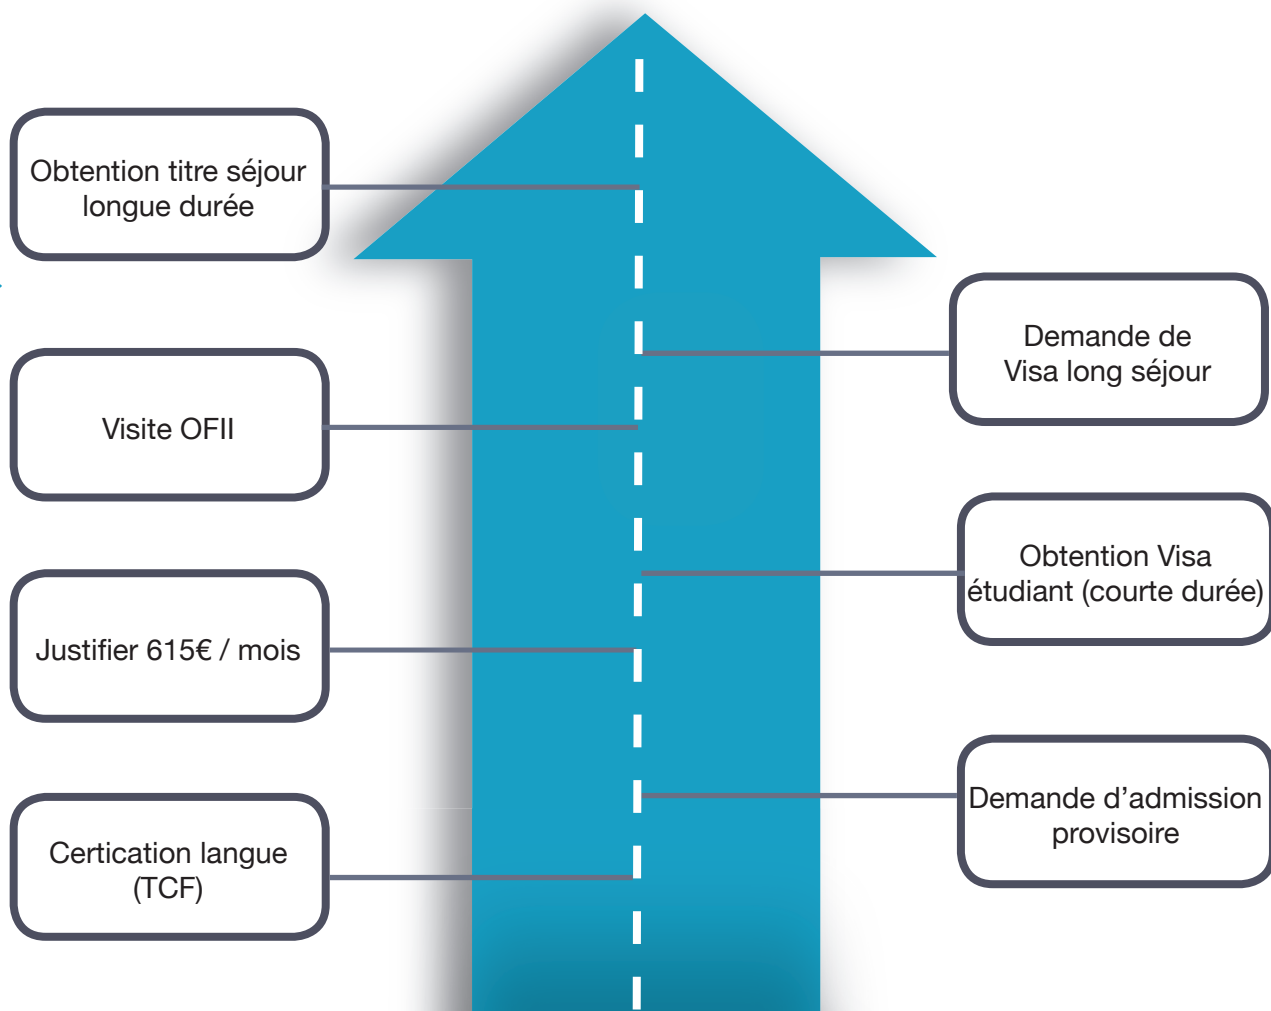 Obtention titre séjour
longue durée
Demande de
Visa long séjour
Visite OFII
Obtention Visa
étudiant (courte durée)
Justifier 615€ / mois
Demande d’admission
provisoire
Certication langue
(TCF)